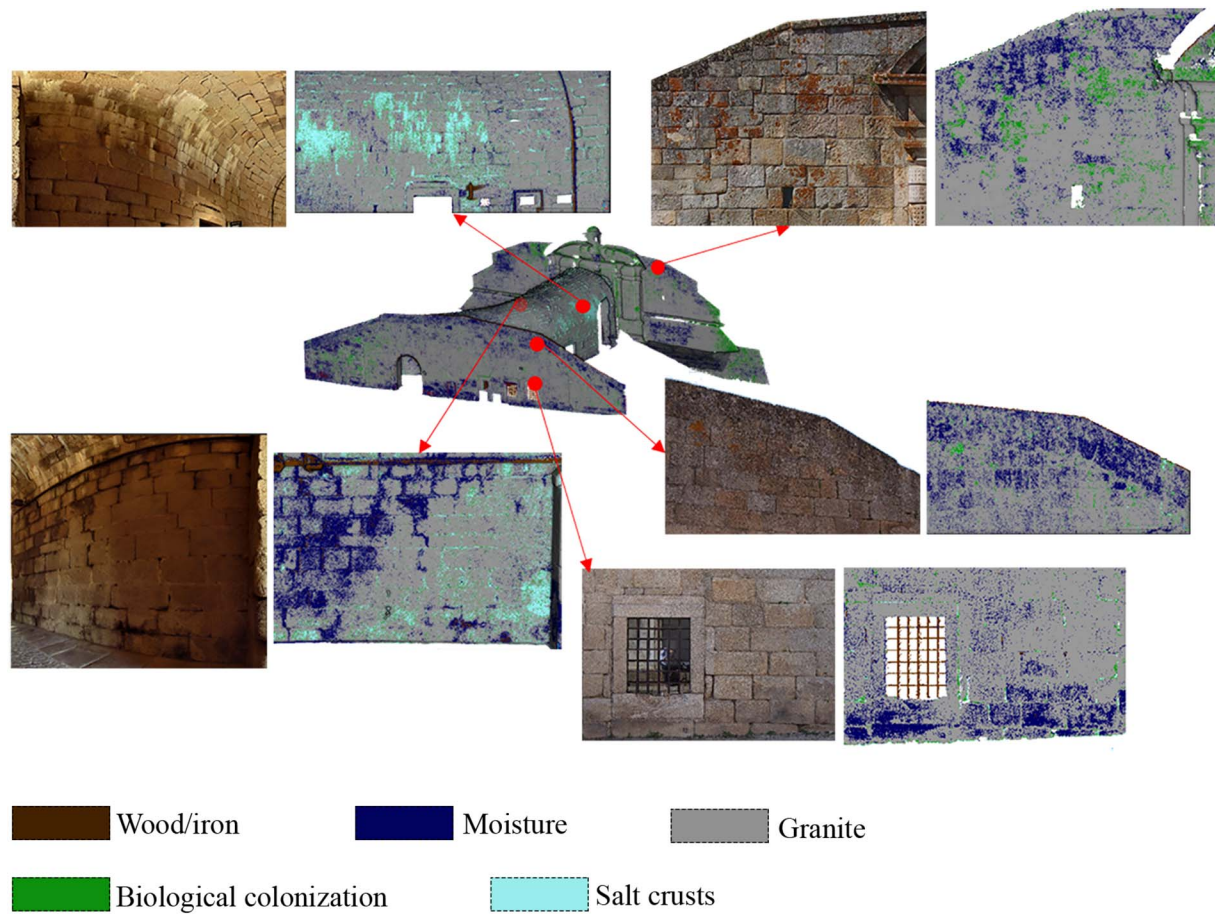 Wood/iron
Moisture
Granite
Biological colonization
Salt crusts